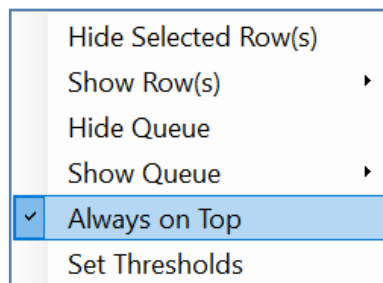 Hide Selected Row(s)
Show Row(s)
Hide Queue
Show Queue
Always on Top
Set Thresholds